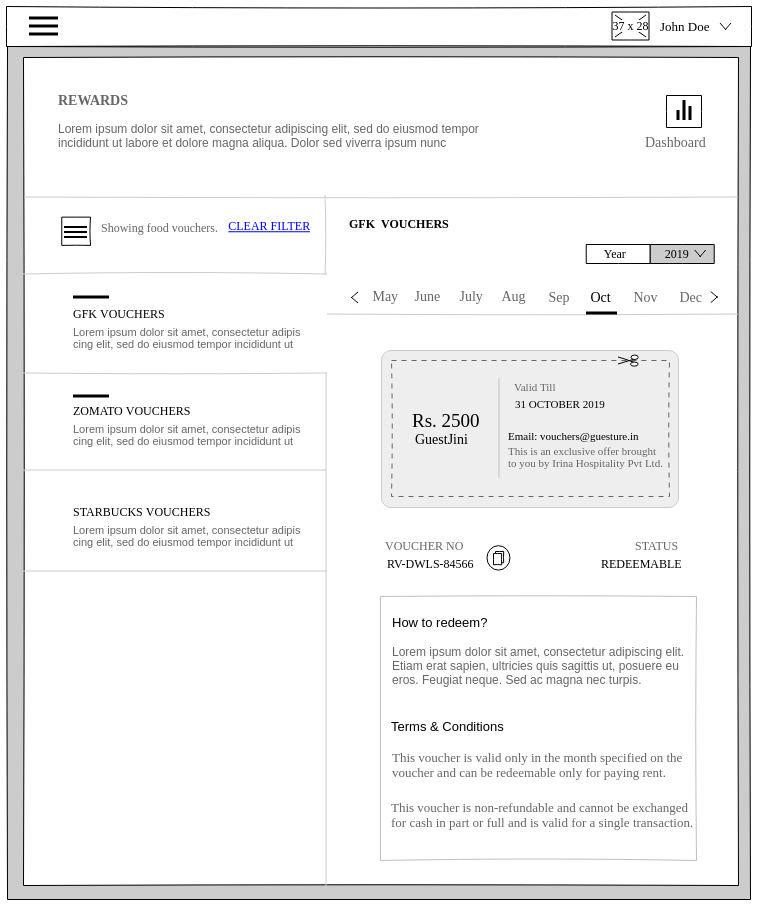 37 x 28
John Doe
REWARDS
Lorem ipsum dolor sit amet, consectetur adipiscing elit, sed do eiusmod tempor
incididunt ut labore et dolore magna aliqua. Dolor sed viverra ipsum nunc
Dashboard
Showing food vouchers. CLEAR FILTER
GFK VOUCHERS
Lorem ipsum dolor sit amet, consectetur adipis
cing elit, sed do eiusmod tempor incididunt ut
ZOMATO VOUCHERS
Lorem ipsum dolor sit amet, consectetur adipis
cing elit, sed do eiusmod tempor incididunt ut
STARBUCKS VOUCHERS
Lorem ipsum dolor sit amet, consectetur adipis
cing elit, sed do eiusmod tempor incididunt ut
GFK VOUCHERS
Year 2019
May June July Aug Sep Oct Nov Dec
Rs. 2500
GuestJini
Valid Till
31 OCTOBER 2019
Email: vouchers@guesture.in
This is an exclusive offer brought
to you by Irina Hospitality Pvt Ltd.
VOUCHER NO
RV-DWLS-84566
STATUS
REDEEMABLE
How to redeem?
Lorem ipsum dolor sit amet, consectetur adipiscing elit.
Etiam erat sapien, ultricies quis sagittis ut, posuere eu
eros. Feugiat neque. Sed ac magna nec turpis.
Terms & Conditions
This voucher is valid only in the month specified on the
voucher and can be redeemable only for paying rent.
This voucher is non-refundable and cannot be exchanged
for cash in part or full and is valid for a single transaction.